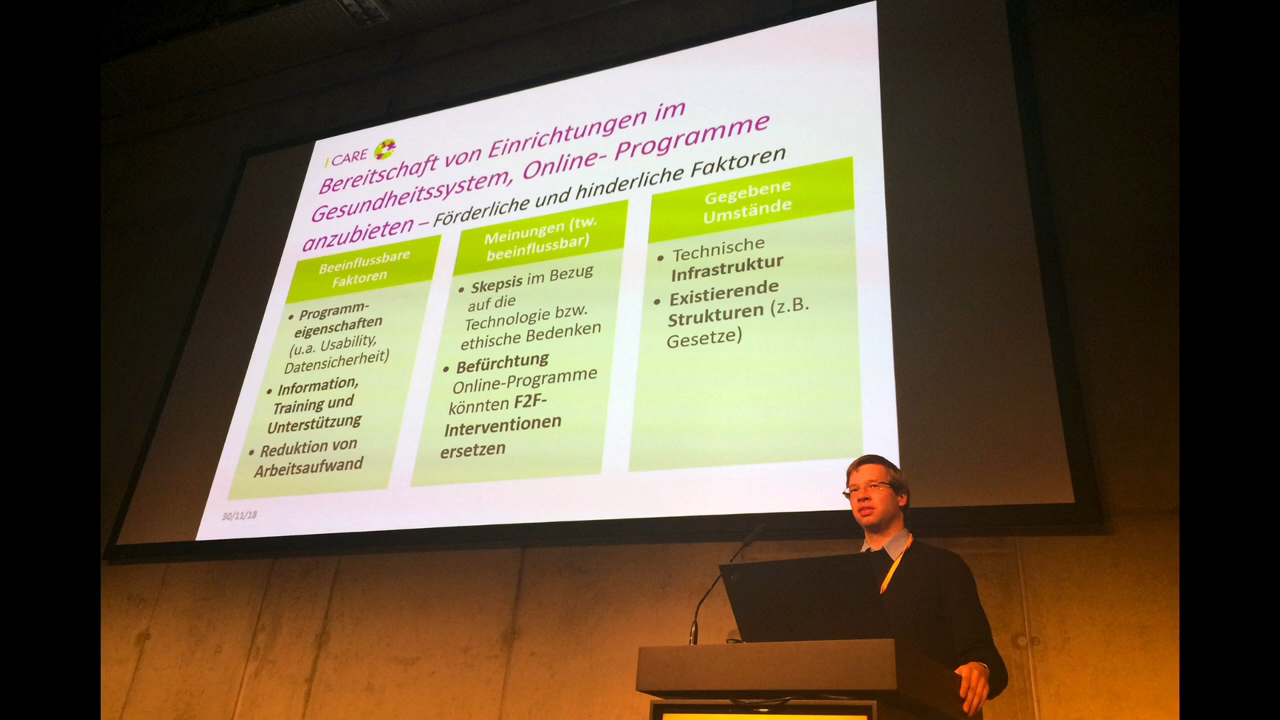 I CARE
Bereitschaft von Einrichtungen im
Gesundheitssystem, Online- Programme
anzubieten – Förderliche und hinderliche Faktoren
Beeinflussbare
Faktoren
• Programm-
eigenschaften
(u.a. Usability,
Datensicherheit)
• Information,
Training und
Unterstützung
• Reduktion von
Arbeitsaufwand
Meinungen (tw.
beeinflussbar)
• Skepsis im Bezug
auf die
Technologie bzw.
ethische Bedenken
• Befürchtung
Online-Programme
könnten F2F-
Interventionen
ersetzen
Gegebene
Umstände
• Technische
Infrastruktur
• Existierende
Strukturen (z.B.
Gesetze)
30/11/18